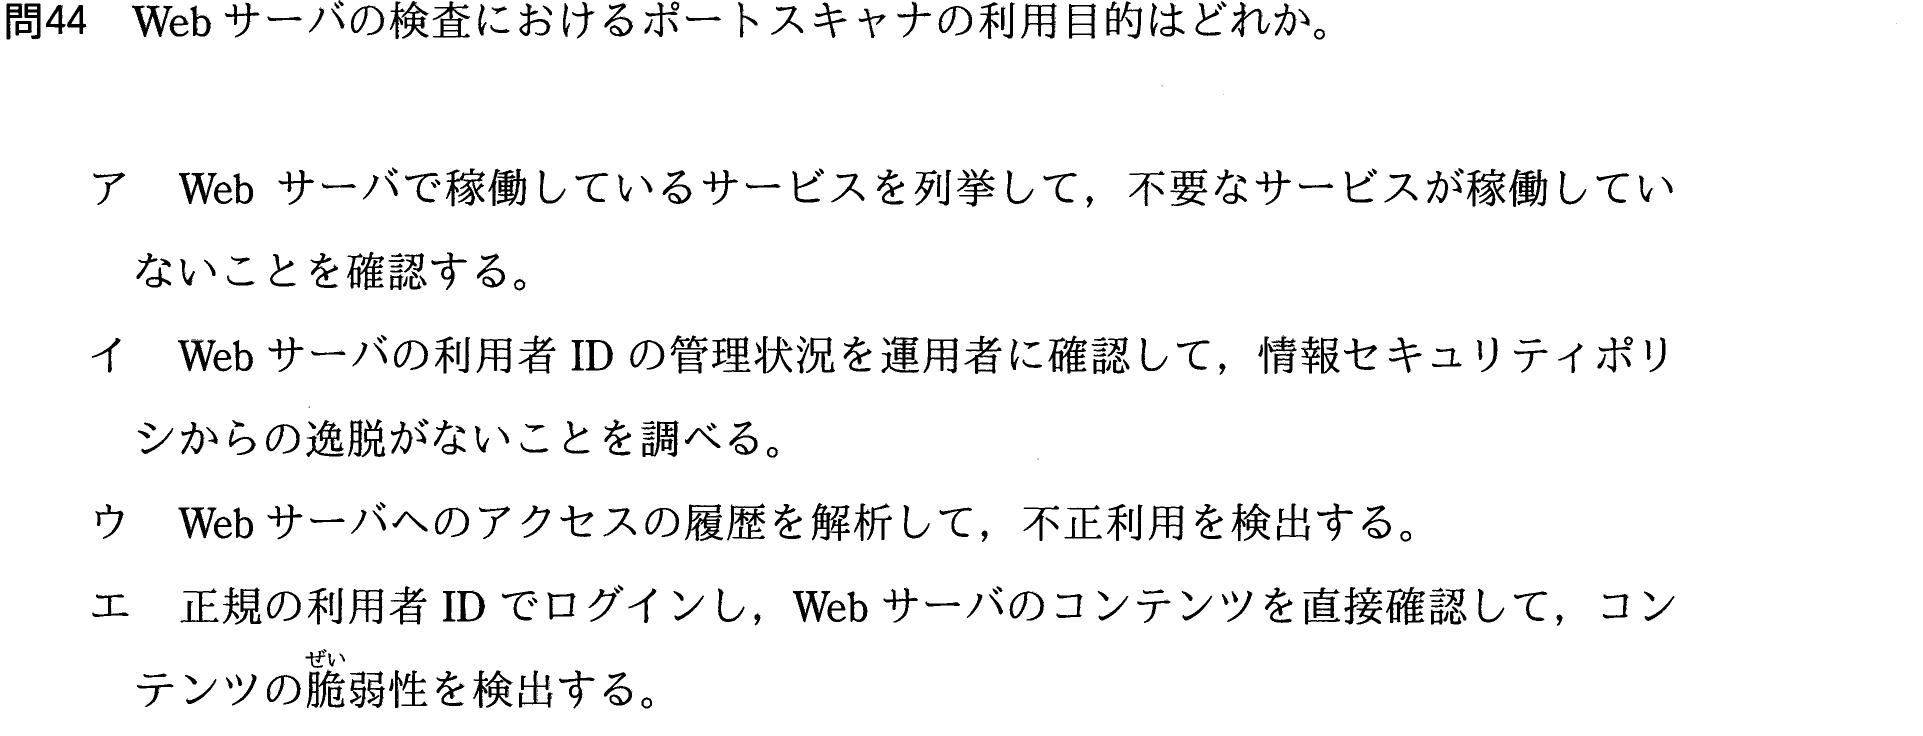 問44　Web サーバの検査におけるポートスキャナの利用目的はどれか。
ア　Web サーバで稼働しているサービスを列挙して，不要なサービスが稼働してい
ないことを確認する。
イ　Web サーバの利用者 ID の管理状況を運用者に確認して，情報セキュリティポリ
シからの逸脱がないことを調べる。
ウ　Web サーバへのアクセスの履歴を解析して，不正利用を検出する。
エ　正規の利用者 ID でログインし，Web サーバのコンテンツを直接確認して，コン
ぜい
テンツの脆弱性を検出する。